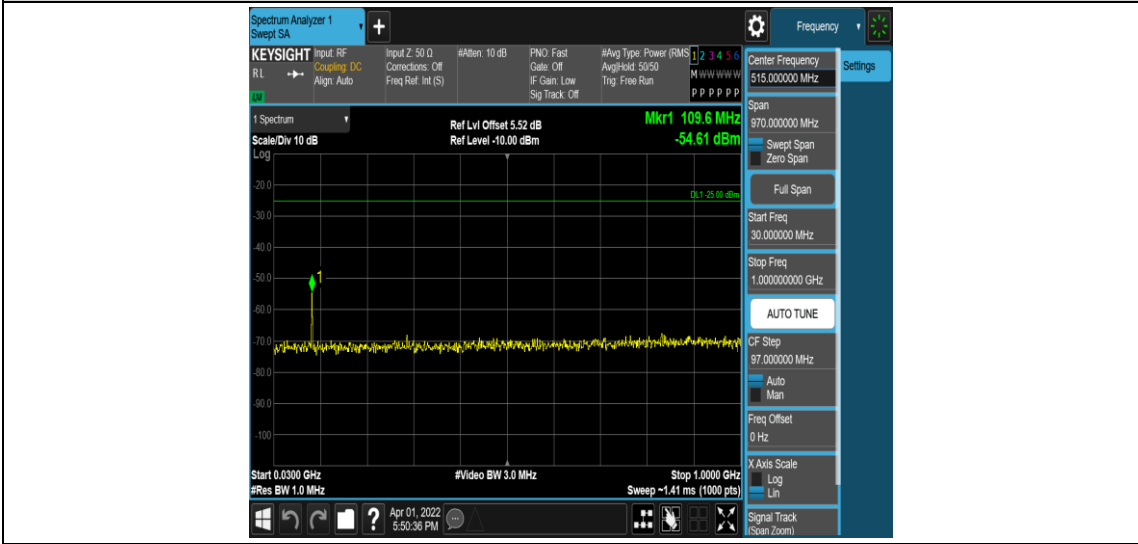 Spectrum Analyzer 1
Swept SA
+
Frequency
KEYSIGHT
RL
Input: RF
Coupling: DC
Align: Auto
Input Z: 50 Ω
Corrections: Off
Freq Ref: Int (S)
#Atten: 10 dB
PNO: Fast
Gate: Off
IF Gain: Low
Sig Track: Off
#Avg Type: Power (RMS
Avg|Hold: 50/50
Trig: Free Run
1 2 3 4 5 6
M W W W W W
P P P P P P
1 Spectrum
Scale/Div 10 dB
Log
Ref Lvl Offset 5.52 dB
Ref Level -10.00 dBm
Mkr1 109.6 MHz
-54.61 dBm
DL1 -25.00 dBm
-20.0
-30.0
-40.0
-50.0
-60.0
-70.0
-80.0
-90.0
-100
1
Start 0.0300 GHz
#Res BW 1.0 MHz
#Video BW 3.0 MHz
Stop 1.0000 GHz
Sweep ~1.41 ms (1000 pts)
?
Apr 01, 2022
5:50:36 PM
Center Frequency
515.000000 MHz
Settings
Span
970.000000 MHz
Swept Span
Zero Span
Full Span
Start Freq
30.000000 MHz
Stop Freq
1.000000000 GHz
AUTO TUNE
CF Step
97.000000 MHz
Auto
Man
Freq Offset
0 Hz
X Axis Scale
Log
Lin
Signal Track
(Span Zoom)